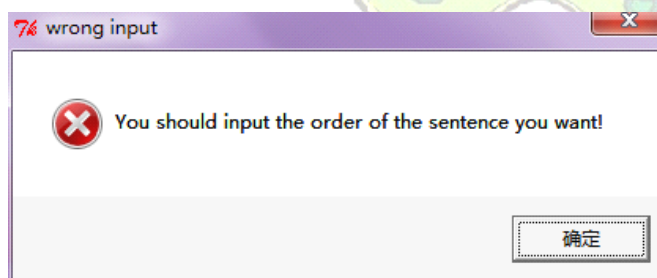 wrong input
You should input the order of the sentence you want!
确定